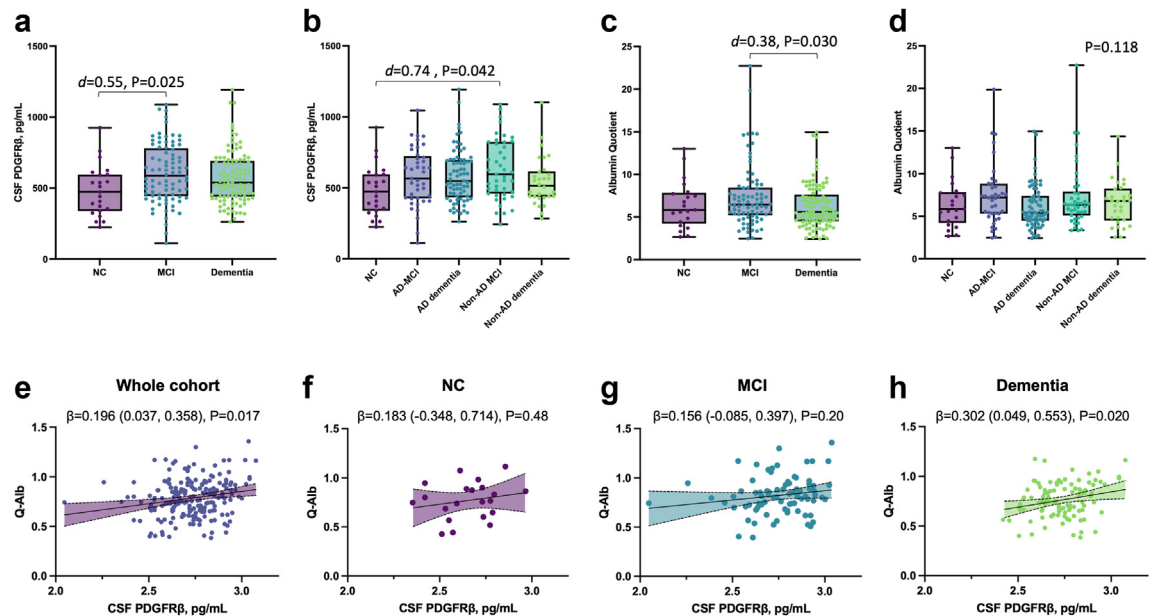 a
CSF PDGFRβ, pg/mL
1500
1000
500
0
d=0.55, P=0.025
NC
MCI
Dementia
b
CSF PDGFRβ, pg/mL
1500
1000
500
0
d=0.74 , P=0.042
NC
AD-MCI
AD dementia
Non-AD MCI
Non-AD dementia
c
Albumin Quotient
25
20
15
10
5
0
d=0.38, P=0.030
NC
MCI
Dementia
d
Albumin Quotient
25
20
15
10
5
0
P=0.118
NC
AD-MCI
AD dementia
Non-AD MCI
Non-AD dementia
e
Whole cohort
β=0.196 (0.037, 0.358), P=0.017
Q-Alb
1.5
1.0
0.5
0.0
2
2.5
3.0
CSF PDGFRβ, pg/mL
f
NC
β=0.183 (-0.348, 0.714), P=0.48
Q-Alb
1.5
1.0
0.5
0.0
2
2.5
3.0
CSF PDGFRβ, pg/mL
g
MCI
β=0.156 (-0.085, 0.397), P=0.20
Q-Alb
1.5
1.0
0.5
0.0
2
2.5
3.0
CSF PDGFRβ, pg/mL
h
Dementia
β=0.302 (0.049, 0.553), P=0.020
Q-Alb
1.5
1.0
0.5
0.0
2
2.5
3.0
CSF PDGFRβ, pg/mL